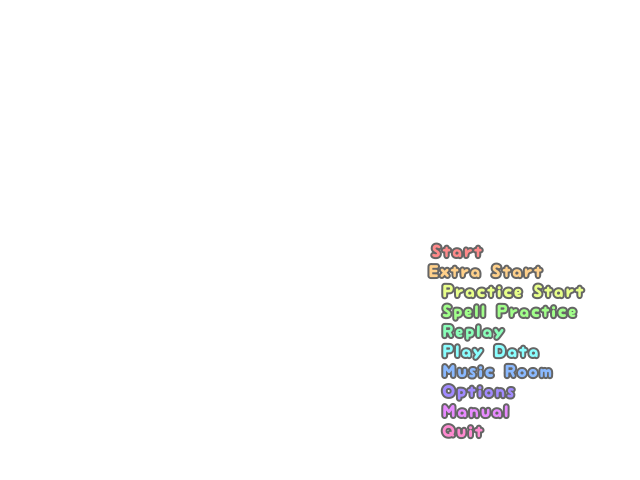 Start
Extra Start
Practice Start
Spell Practice
Replay
Play Data
Music Room
Options
Manual
Quit